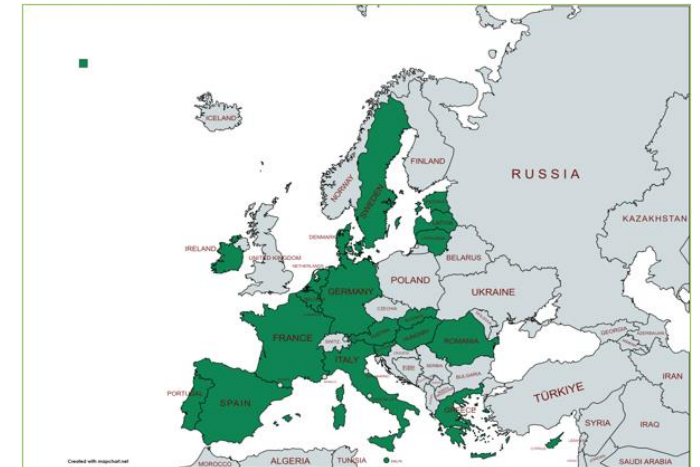 ICELAND
FINLAND
NORWAY
SWEDEN
RUSSIA
KAZAKHSTAN
DENMARK
IRELAND
UNITED KINGDOM
NETHERLANDS
BELARUS
GERMANY
POLAND
UKRAINE
CZECHIA
FRANCE
SWITZ
AUSTRIA
HUNGARY
ROMANIA
ITALY
SERBIA
BULGARIA
GEORGIA
PORTUGAL
SPAIN
GREECE
TÜRKIYE
IRAN
SYRIA
IRAQ
MOROCCO
ALGERIA
TUNISIA
SAUDI ARABIA
Created with mapchart.net